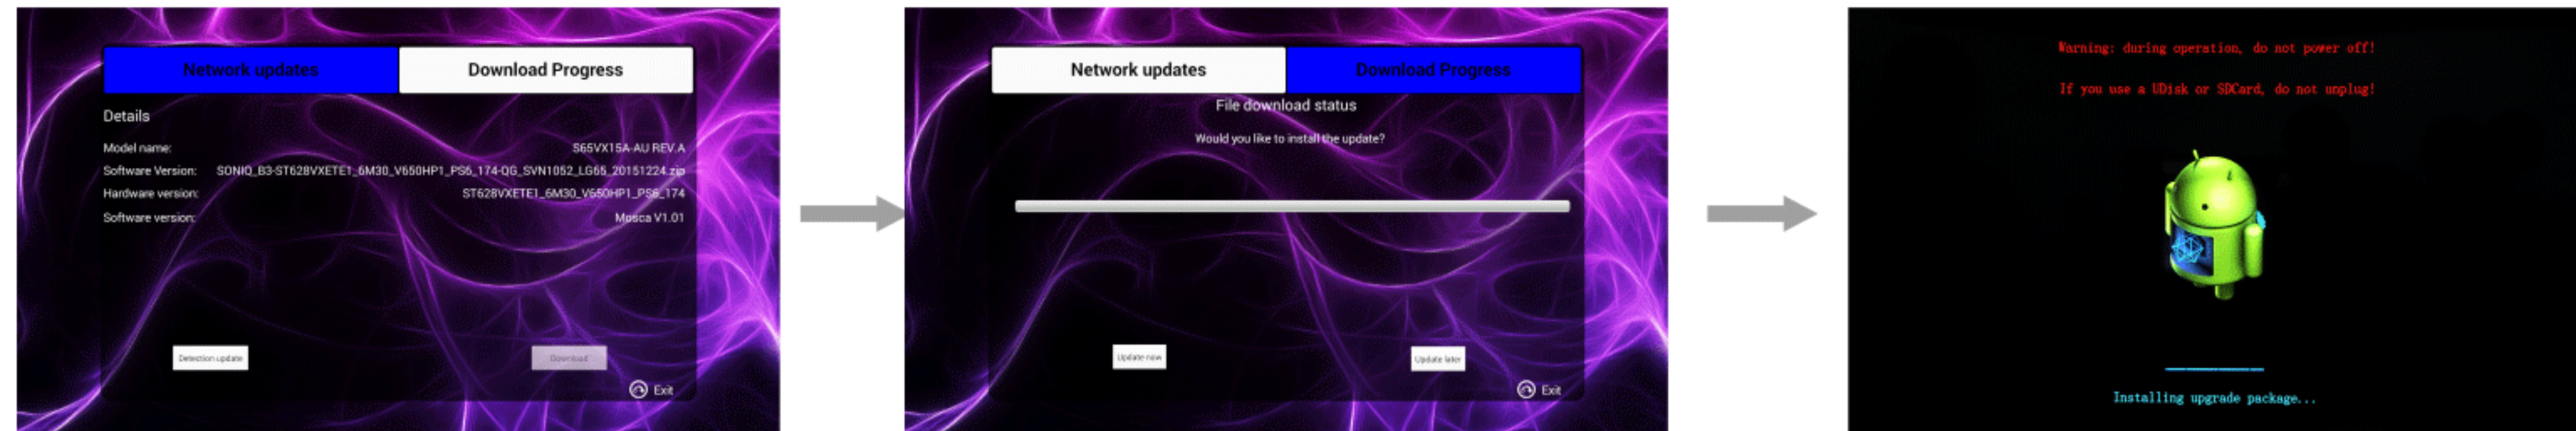 Network updates
Download Progress
Details
Model name: S65VX15A-AU REV.A
Software Version: SONIO_B3-ST628VXETE1_6M30_V650HP1_PS6_174-QG_SVN1052_LG65_20151224.zip
Hardware version: ST628VXETE1_6M30_V650HP1_PS6_174
Software version: Mosca V1.01
Detection update
Download
Exit
Network updates
Download Progress
File download status
Would you like to install the update?
Update now
Update later
Exit
Warning: during operation, do not power off!
If you use a UDisk or SDCard, do not unplug!
Installing upgrade package...